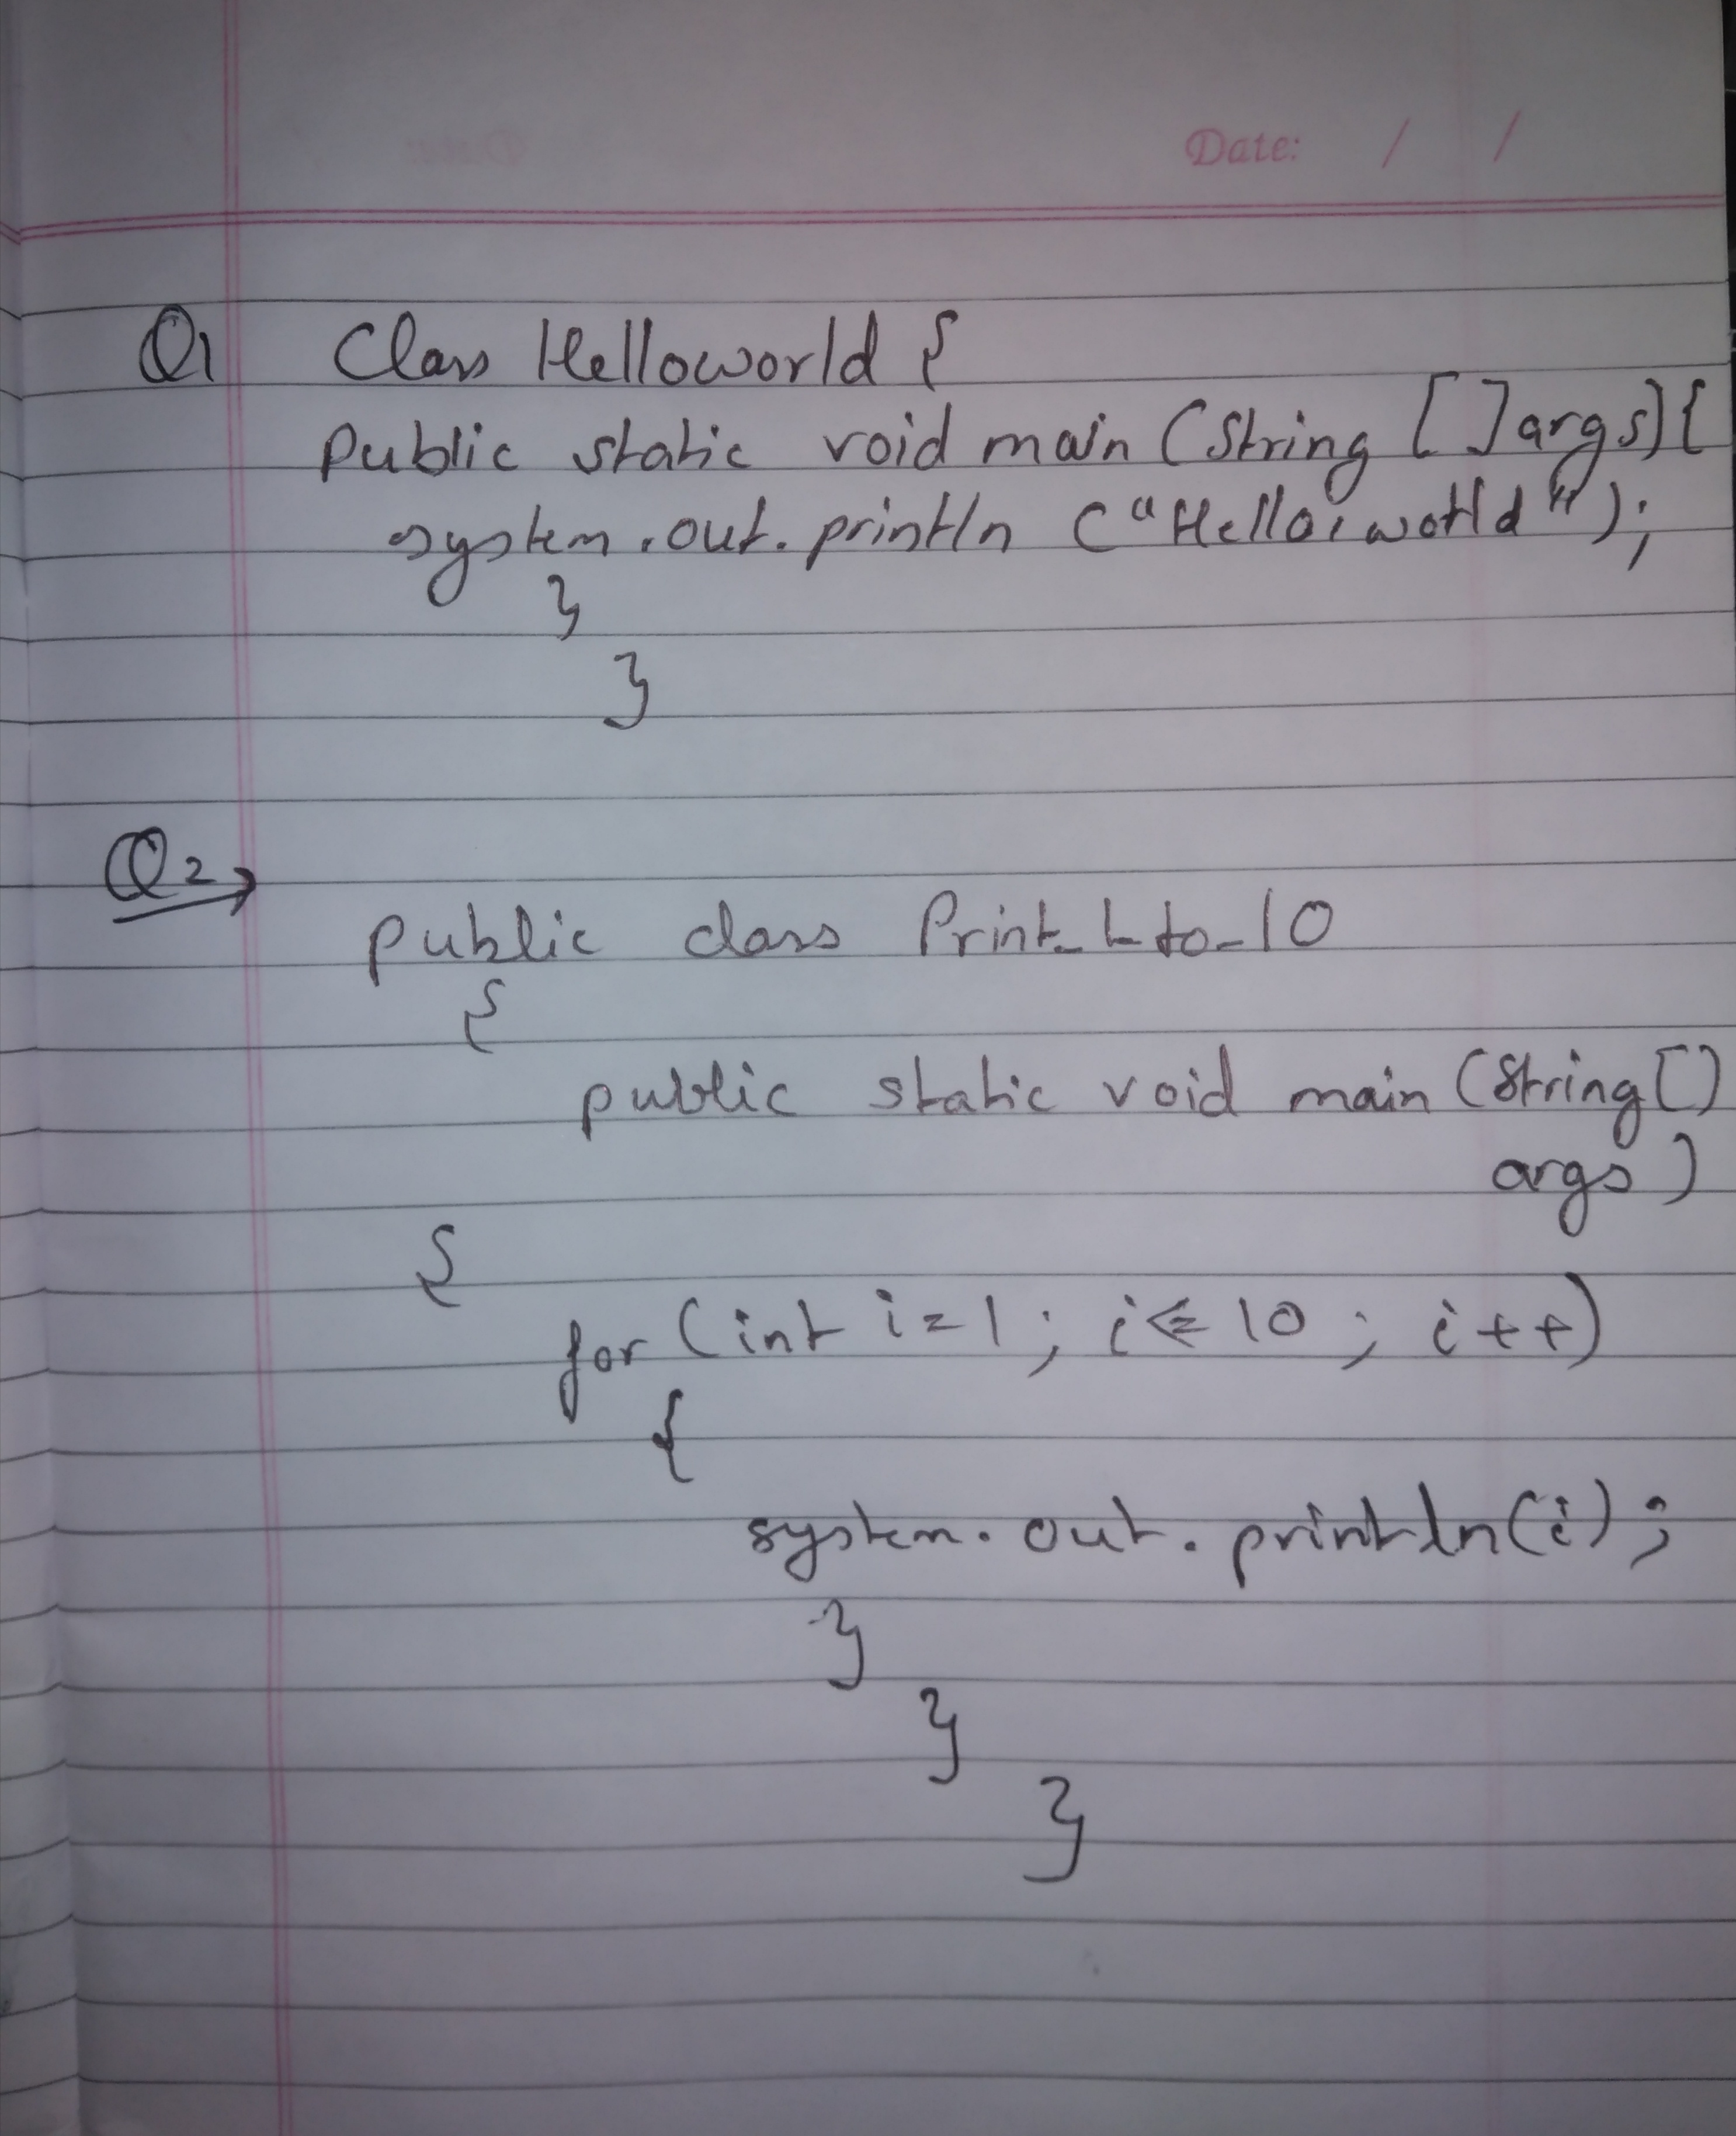 Date: / /
Q1 Class Helloworld {
Public static void main (String [ ] args) {
system.out.println ("Hello, world");
}
}
Q2 →
public class Print_1_to_10
{
public static void main (String []
args)
{
for (int i=1; i<=10; i++)
{
system.out.println(i);
}
}
}